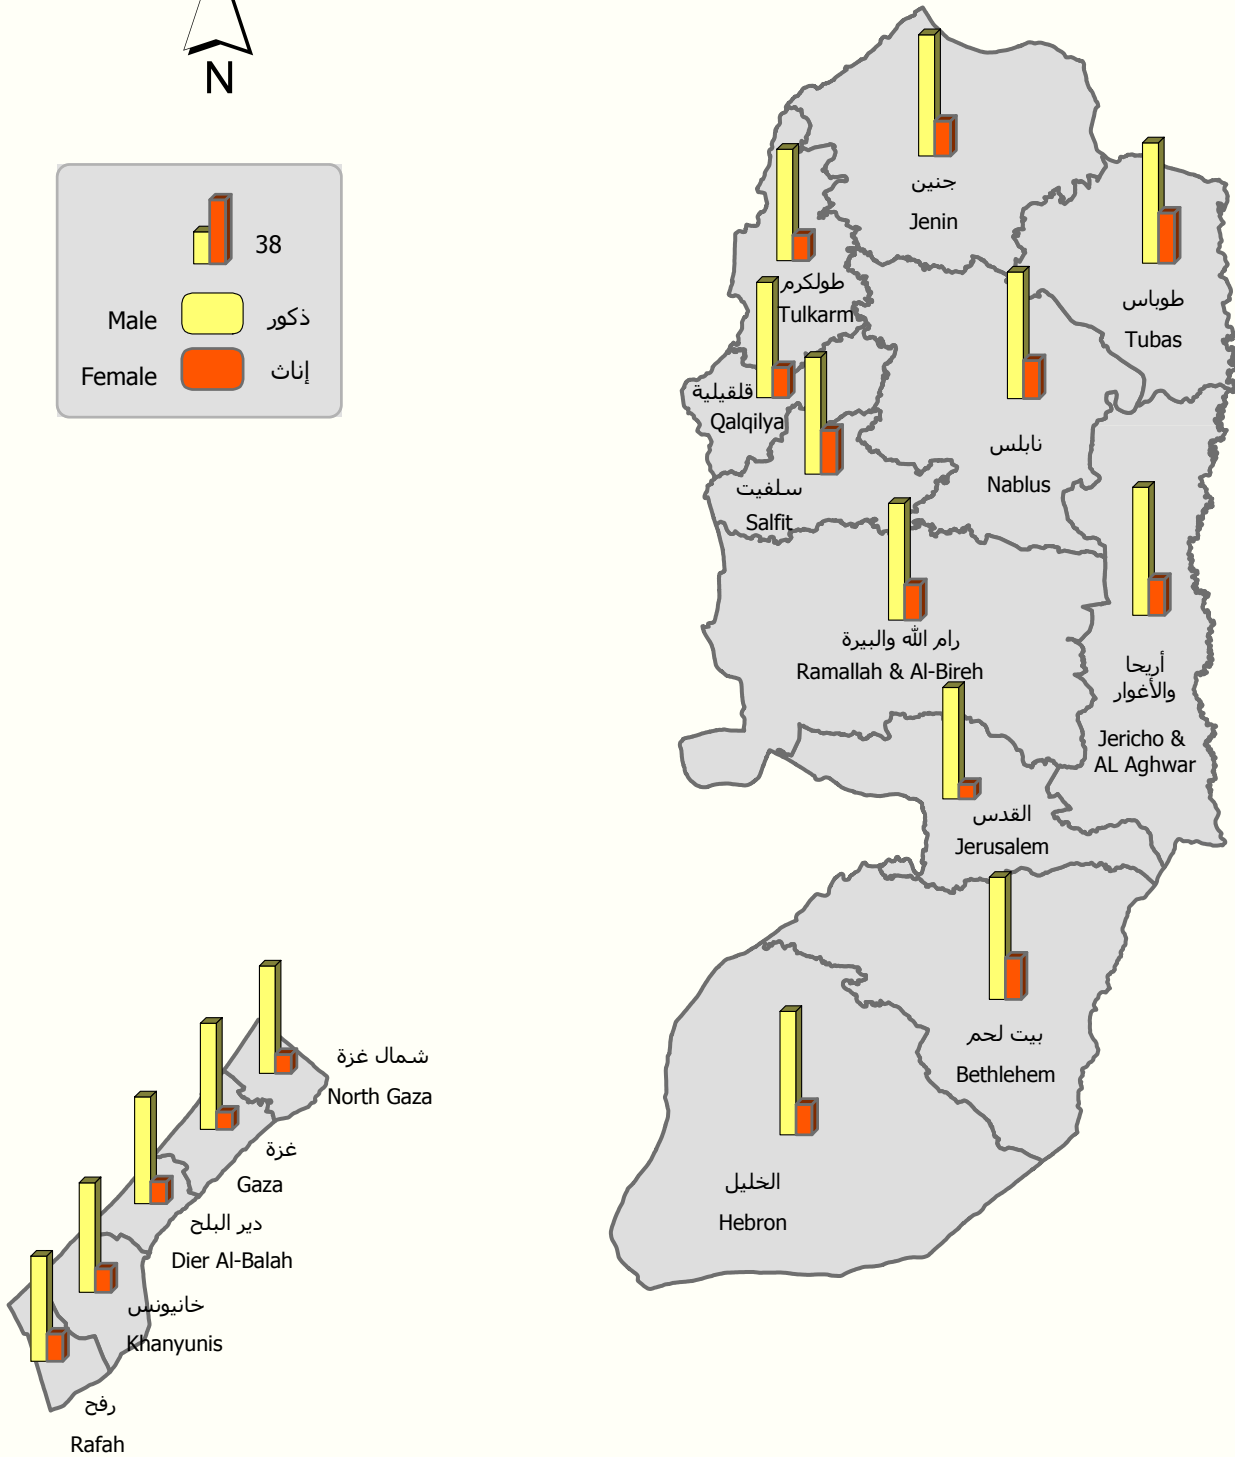 N
38
Male ذكور
Female إناث
جنين
Jenin
طوباس
Tubas
طولكرم
Tulkarm
قلقيلية
Qalqilya
نابلس
Nablus
سلفيت
Salfit
رام الله والبيرة
Ramallah & Al-Bireh
أريحا
والأغوار
Jericho &
AL Aghwar
القدس
Jerusalem
بيت لحم
Bethlehem
الخليل
Hebron
شمال غزة
North Gaza
غزة
Gaza
دير البلح
Dier Al-Balah
خانيونس
Khanyunis
رفح
Rafah